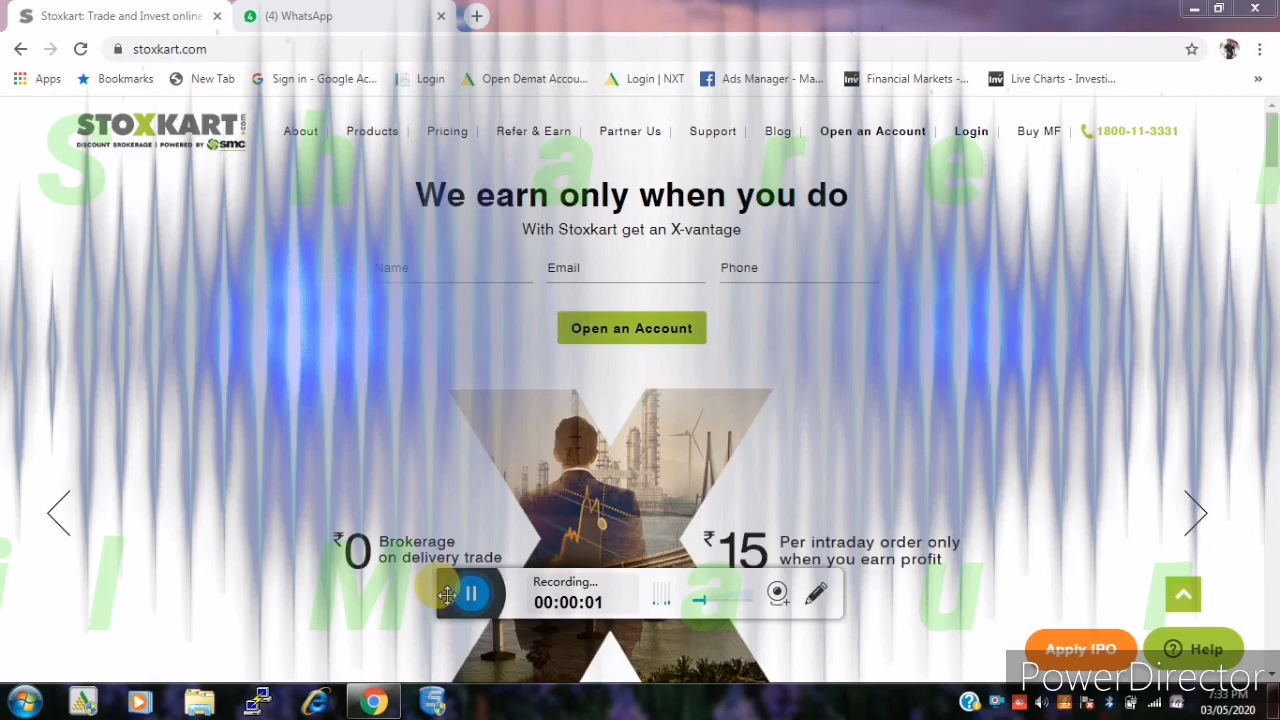 Stoxkart: Trade and Invest online
(4) WhatsApp
stoxkart.com
Apps
Bookmarks
New Tab
Sign in - Google Ac...
Login
Open Demat Accou...
Login | NXT
Ads Manager - Ma...
Financial Markets -...
Live Charts - Investi...
»
STOXKART.com
DISCOUNT BROKERAGE | POWERED BY smc
About | Products | Pricing | Refer & Earn | Partner Us | Support | Blog | Open an Account | Login | Buy MF | 1800-11-3331
S h a r e
We earn only when you do
With Stoxkart get an X-vantage
Name Email Phone
Open an Account
₹0 Brokerage
on delivery trade
₹15 Per intraday order only
when you earn profit
Recording...
00:00:01
i l M a u r
Apply IPO
Help
PowerDirector
7:33 PM
03/05/2020